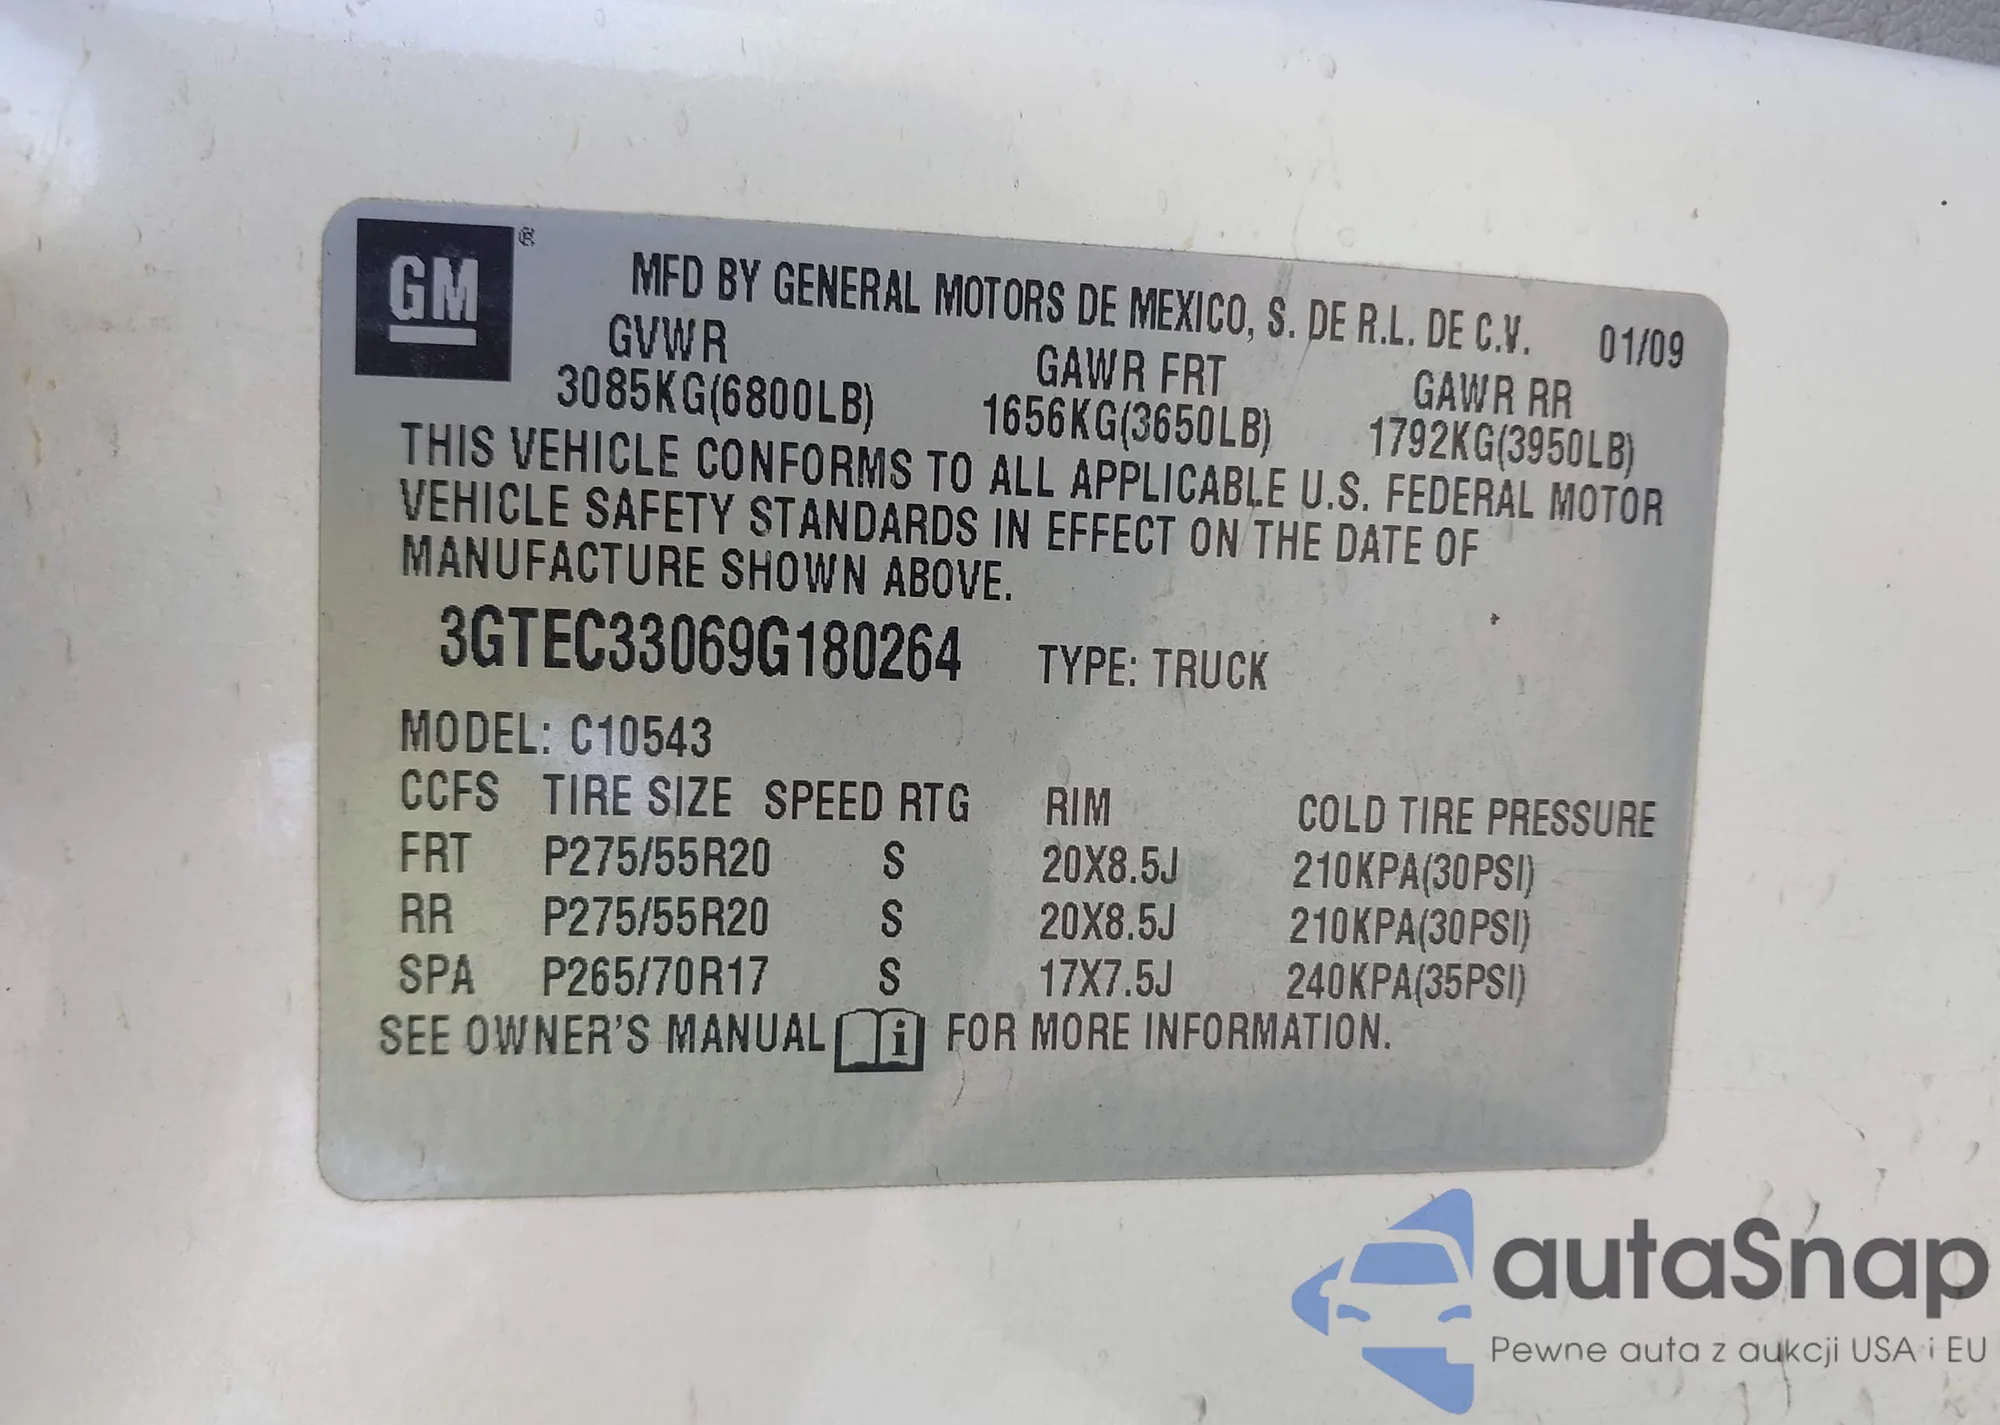 GM ®
MFD BY GENERAL MOTORS DE MEXICO, S. DE R.L. DE C.V. 01/09
GVWR GAWR FRT GAWR RR
3085KG(6800LB) 1656KG(3650LB) 1792KG(3950LB)
THIS VEHICLE CONFORMS TO ALL APPLICABLE U.S. FEDERAL MOTOR
VEHICLE SAFETY STANDARDS IN EFFECT ON THE DATE OF
MANUFACTURE SHOWN ABOVE.
3GTEC33069G180264 TYPE: TRUCK
MODEL: C10543
CCFS TIRE SIZE SPEED RTG RIM COLD TIRE PRESSURE
FRT P275/55R20 S 20X8.5J 210KPA(30PSI)
RR P275/55R20 S 20X8.5J 210KPA(30PSI)
SPA P265/70R17 S 17X7.5J 240KPA(35PSI)
SEE OWNER'S MANUAL i FOR MORE INFORMATION.
autaSnap
Pewne auta z aukcji USA i EU